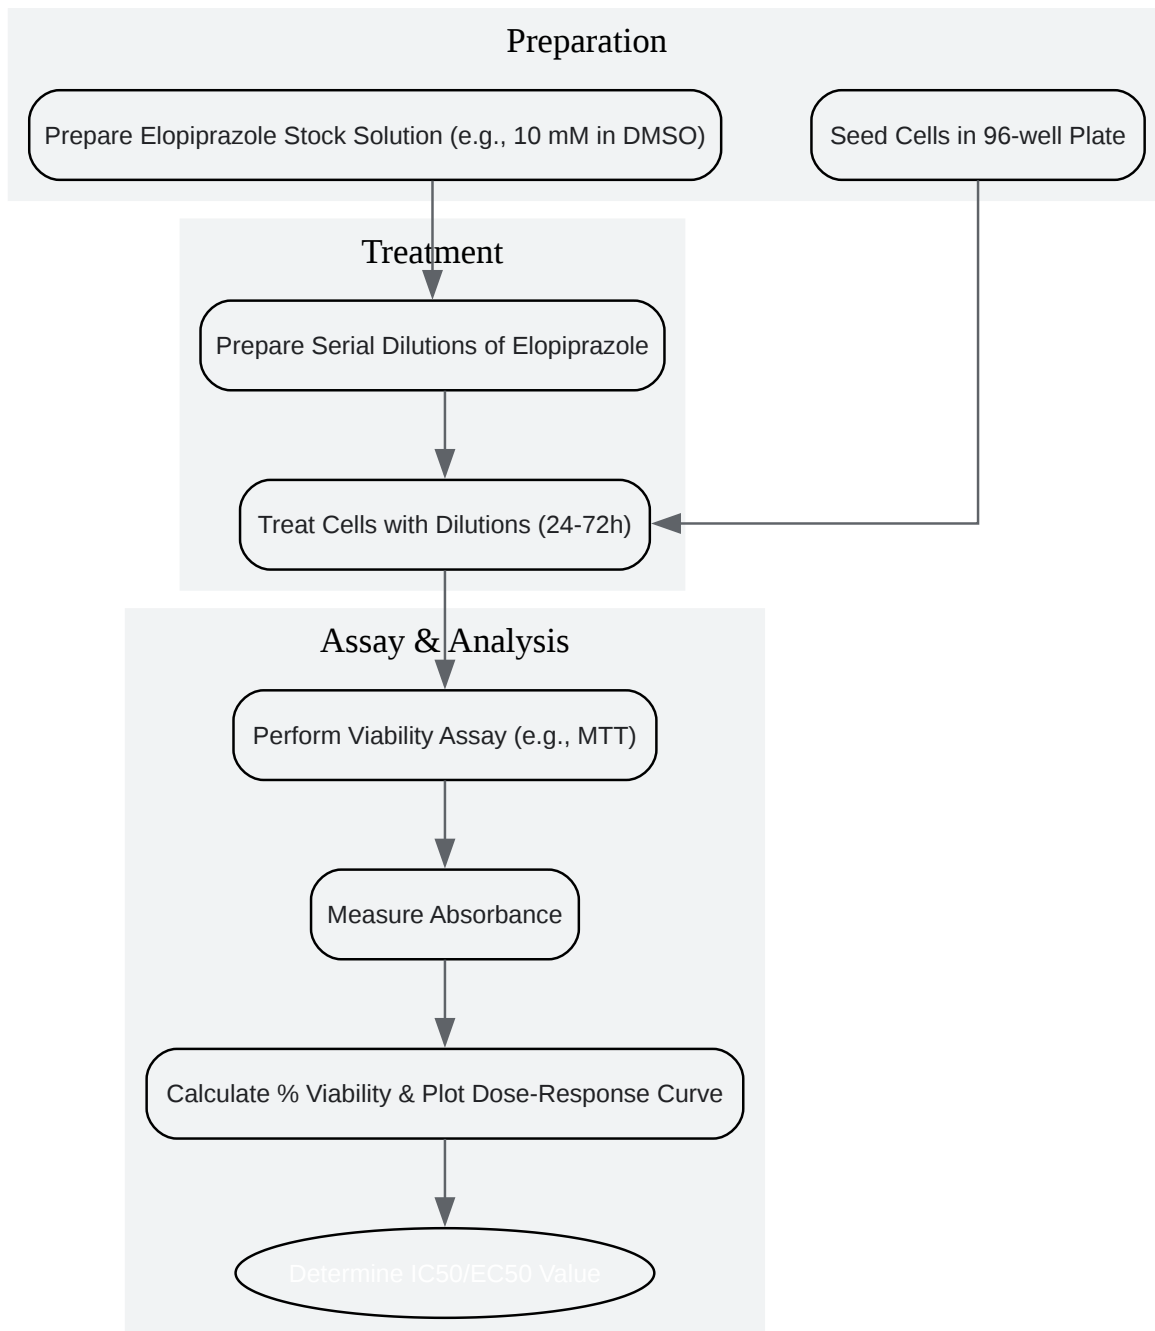 Preparation
Prepare Elopiprazole Stock Solution (e.g., 10 mM in DMSO)
Seed Cells in 96-well Plate
Treatment
Prepare Serial Dilutions of Elopiprazole
Treat Cells with Dilutions (24-72h)
Assay & Analysis
Perform Viability Assay (e.g., MTT)
Measure Absorbance
Calculate % Viability & Plot Dose-Response Curve
Determine IC50/EC50 Value